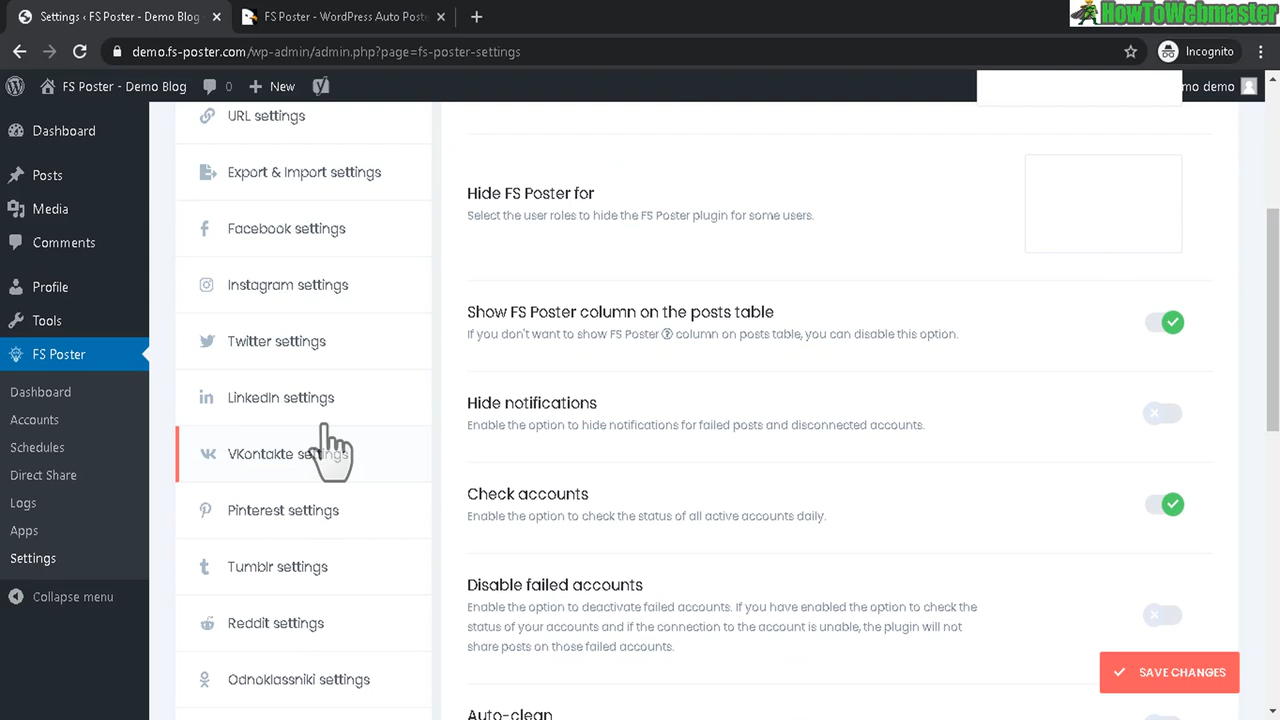 Settings ‹ FS Poster - Demo Blog
FS Poster - WordPress Auto Poste
HowToWebmaster
demo.fs-poster.com/wp-admin/admin.php?page=fs-poster-settings
Incognito
FS Poster - Demo Blog
0
New
mo demo
Dashboard
Posts
Media
Comments
Profile
Tools
FS Poster
Dashboard
Accounts
Schedules
Direct Share
Logs
Apps
Settings
Collapse menu
URL settings
Export & Import settings
Facebook settings
Instagram settings
Twitter settings
LinkedIn settings
VKontakte settings
Pinterest settings
Tumblr settings
Reddit settings
Odnoklassniki settings
Hide FS Poster for
Select the user roles to hide the FS Poster plugin for some users.
Show FS Poster column on the posts table
If you don't want to show FS Poster ? column on posts table, you can disable this option.
Hide notifications
Enable the option to hide notifications for failed posts and disconnected accounts.
Check accounts
Enable the option to check the status of all active accounts daily.
Disable failed accounts
Enable the option to deactivate failed accounts. If you have enabled the option to check the
status of your accounts and if the connection to the account is unable, the plugin will not
share posts on those failed accounts.
SAVE CHANGES
Auto-clean